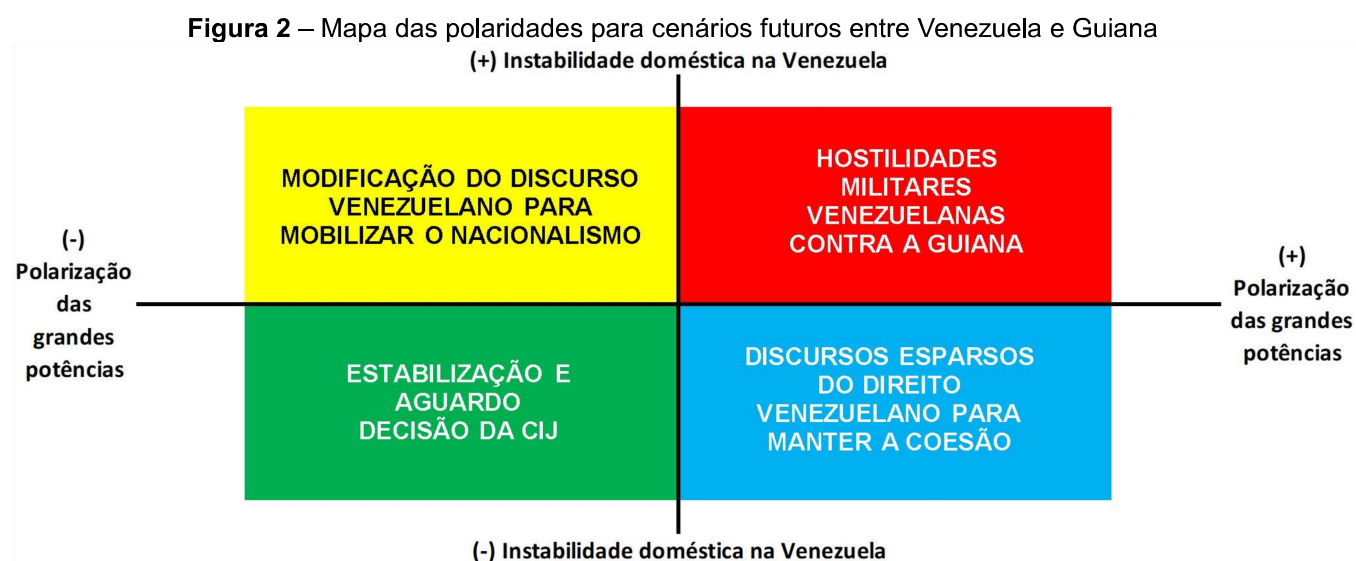 Figura 2 – Mapa das polaridades para cenários futuros entre Venezuela e Guiana
(+) Instabilidade doméstica na Venezuela
MODIFICAÇÃO DO DISCURSO
VENEZUELANO PARA
MOBILIZAR O NACIONALISMO
HOSTILIDADES
MILITARES
VENEZUELANAS
CONTRA A GUIANA
(-)
Polarização
das
grandes
potências
(+)
Polarização
das grandes
potências
ESTABILIZAÇÃO E
AGUARDO
DECISÃO DA CIJ
DISCURSOS ESPARSOS
DO DIREITO
VENEZUELANO PARA
MANTER A COESÃO
(-) Instabilidade doméstica na Venezuela